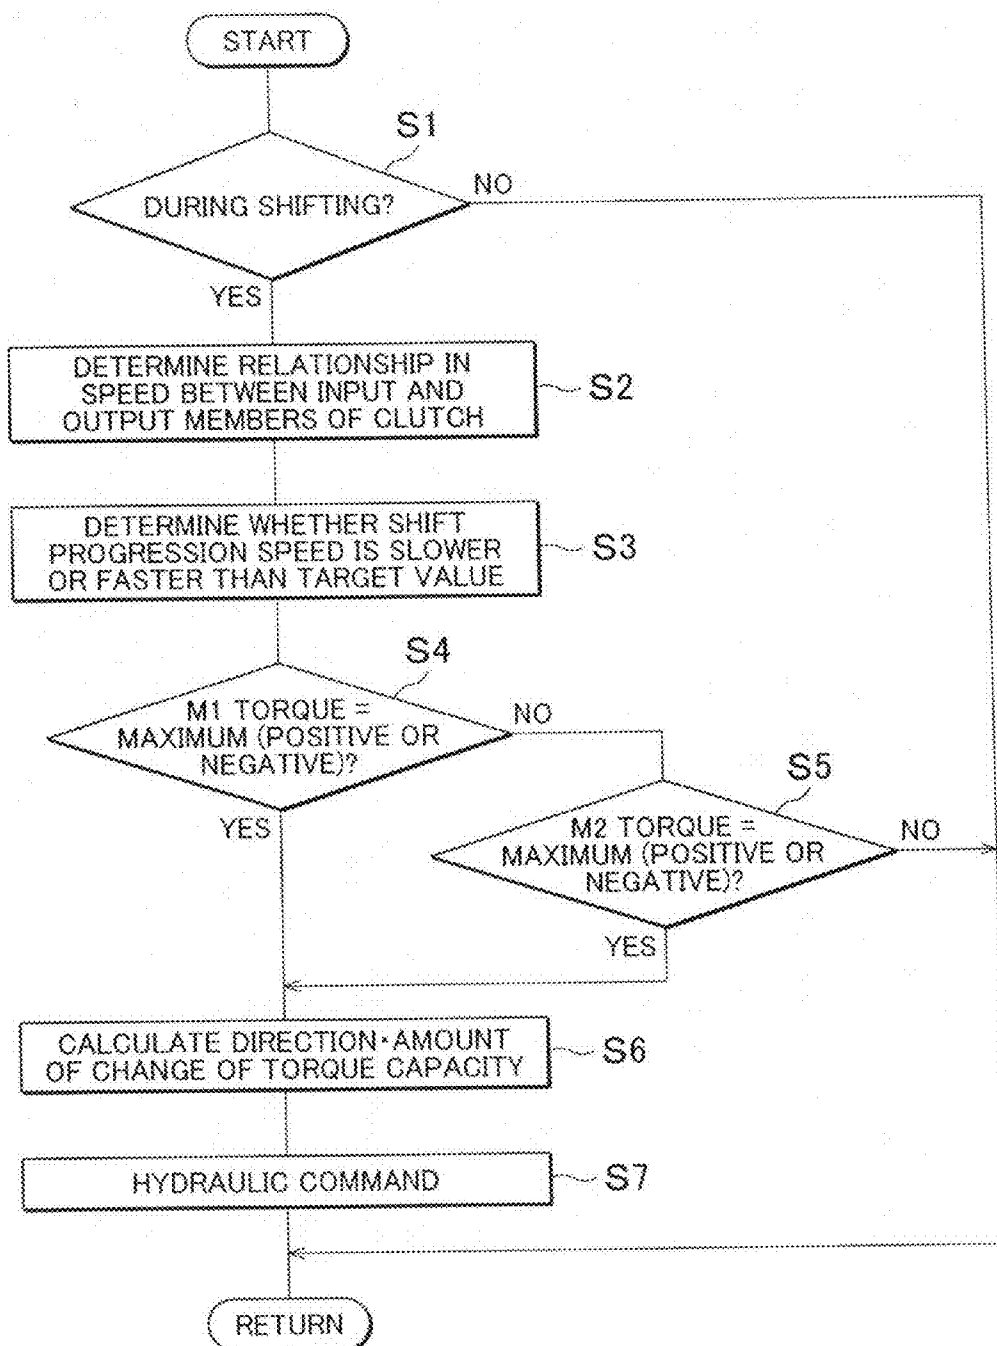 START
S1
DURING SHIFTING?
NO
YES
DETERMINE RELATIONSHIP IN
SPEED BETWEEN INPUT AND
OUTPUT MEMBERS OF CLUTCH
S2
DETERMINE WHETHER SHIFT
PROGRESSION SPEED IS SLOWER
OR FASTER THAN TARGET VALUE
S3
S4
M1 TORQUE =
MAXIMUM (POSITIVE OR
NEGATIVE)?
NO
YES
S5
M2 TORQUE =
MAXIMUM (POSITIVE OR
NEGATIVE)?
NO
YES
CALCULATE DIRECTION・AMOUNT
OF CHANGE OF TORQUE CAPACITY
S6
HYDRAULIC COMMAND
S7
RETURN